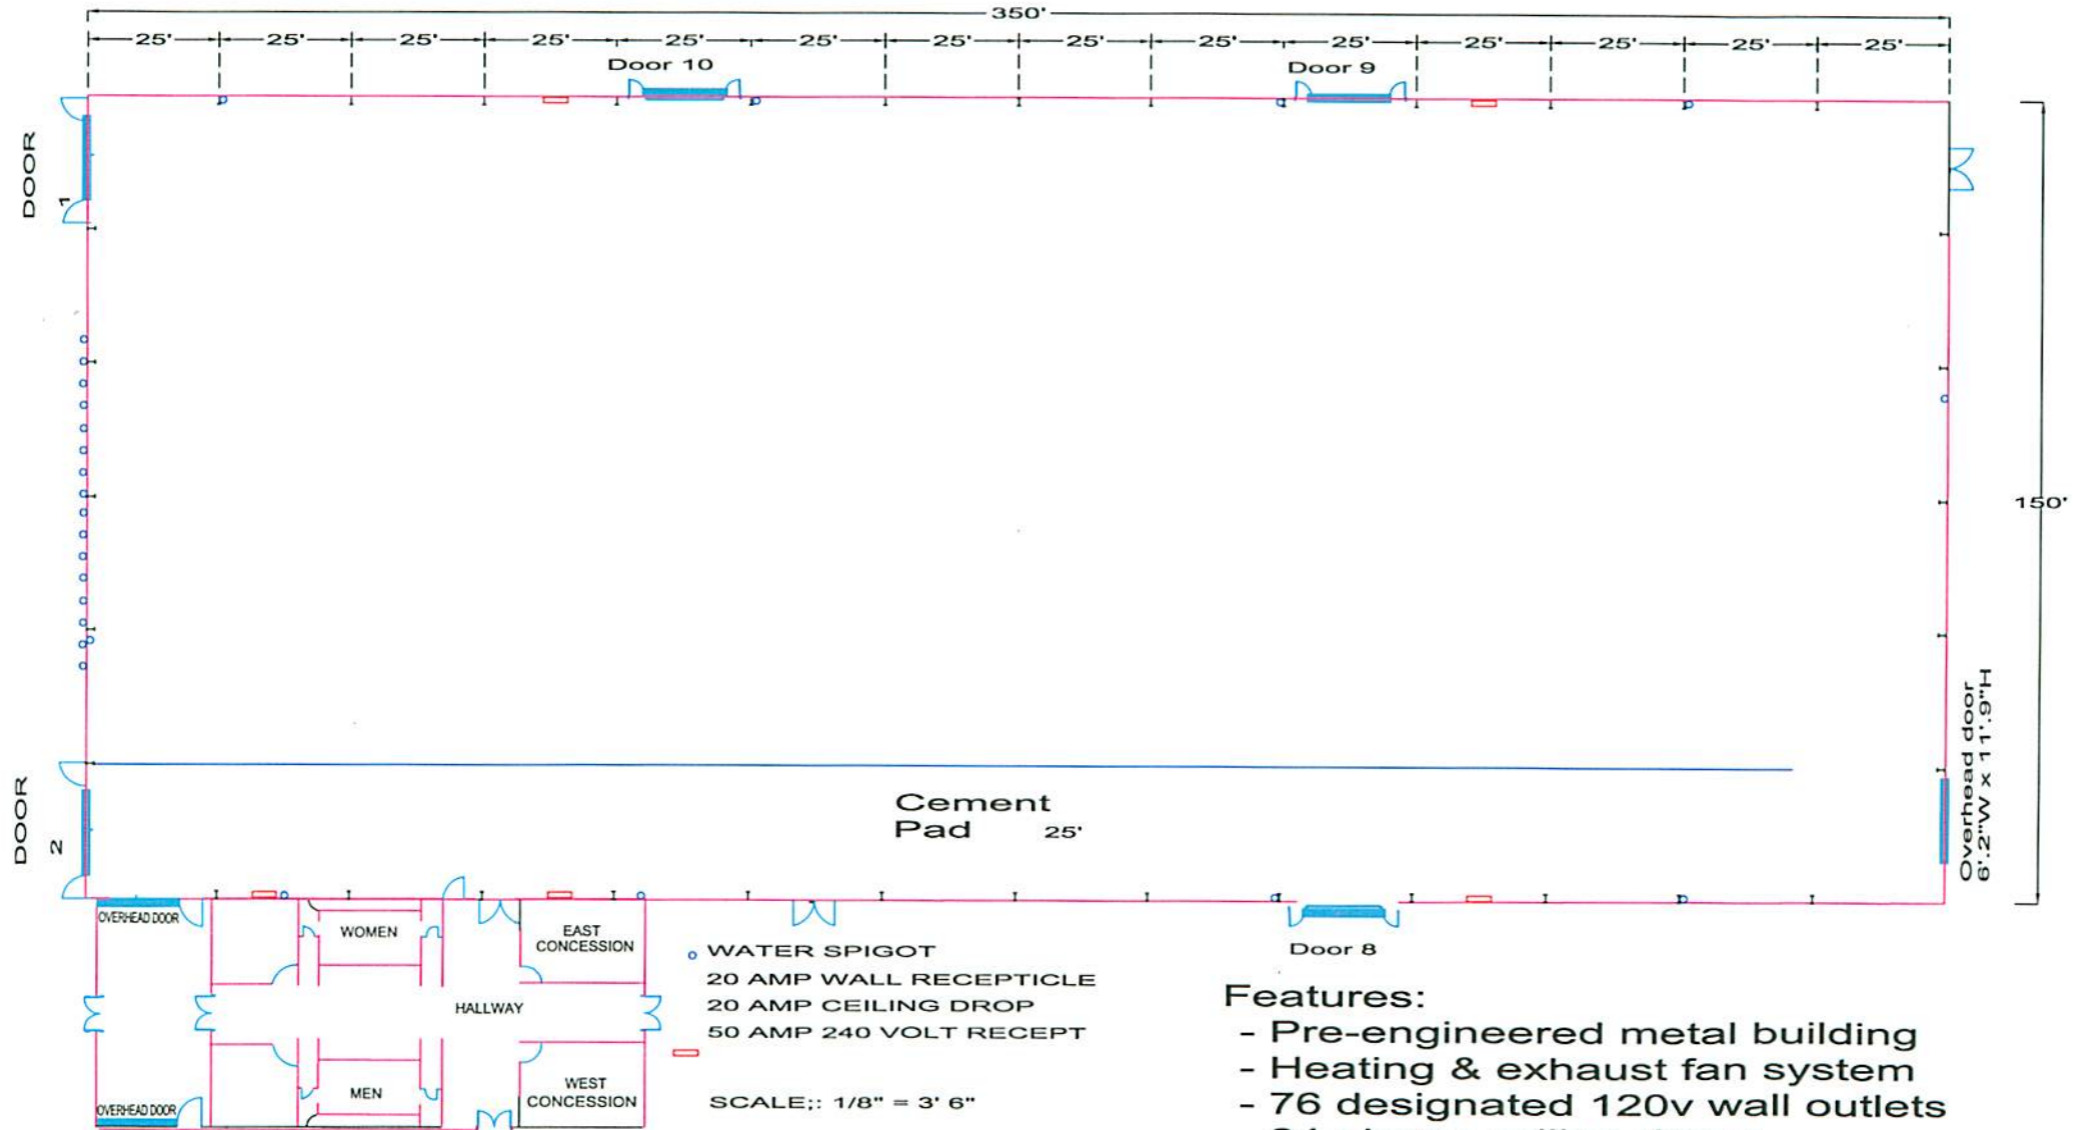 350'
25' 25' 25' 25' 25' 25' 25' 25' 25' 25' 25' 25' 25' 25'
Door 10
Door 9
DOOR
1
150'
Overhead door
6'.2"W x 11'.9"H
Cement
Pad 25'
DOOR
2
OVERHEAD DOOR
WOMEN
EAST
CONCESSION
Door 8
WATER SPIGOT
20 AMP WALL RECEPTICLE
20 AMP CEILING DROP
50 AMP 240 VOLT RECEPT
HALLWAY
MEN
WEST
CONCESSION
OVERHEAD DOOR
SCALE;: 1/8" = 3' 6"
Features:
- Pre-engineered metal building
- Heating & exhaust fan system
- 76 designated 120v wall outlets